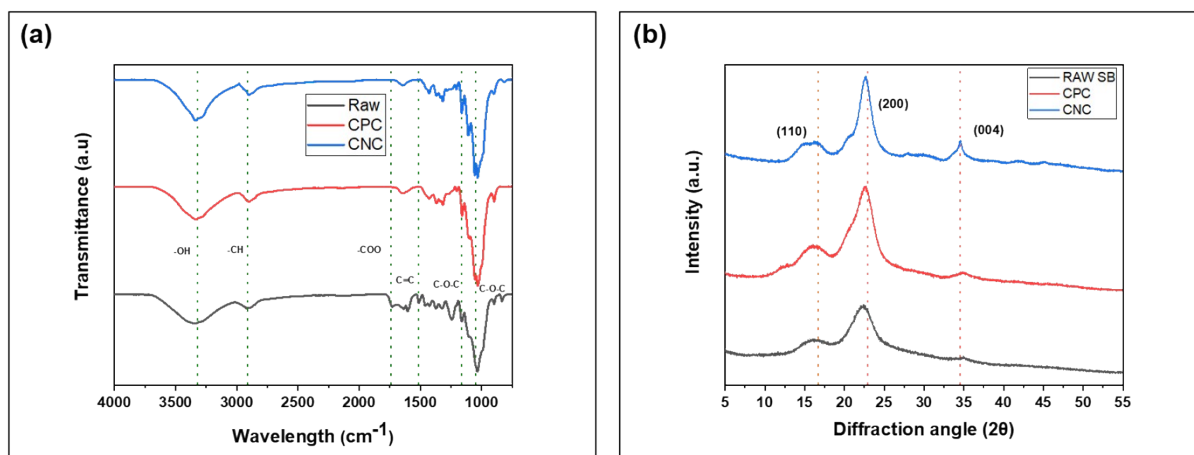 (a)
Transmittance (a.u)
Raw
CPC
CNC
-OH
-CH
-COO
C=C
C-O-C
C-O-C
4000 3500 3000 2500 2000 1500 1000
Wavelength (cm⁻¹)
(b)
Intensity (a.u.)
RAW SB
CPC
CNC
(110)
(200)
(004)
5 10 15 20 25 30 35 40 45 50 55
Diffraction angle (2θ)